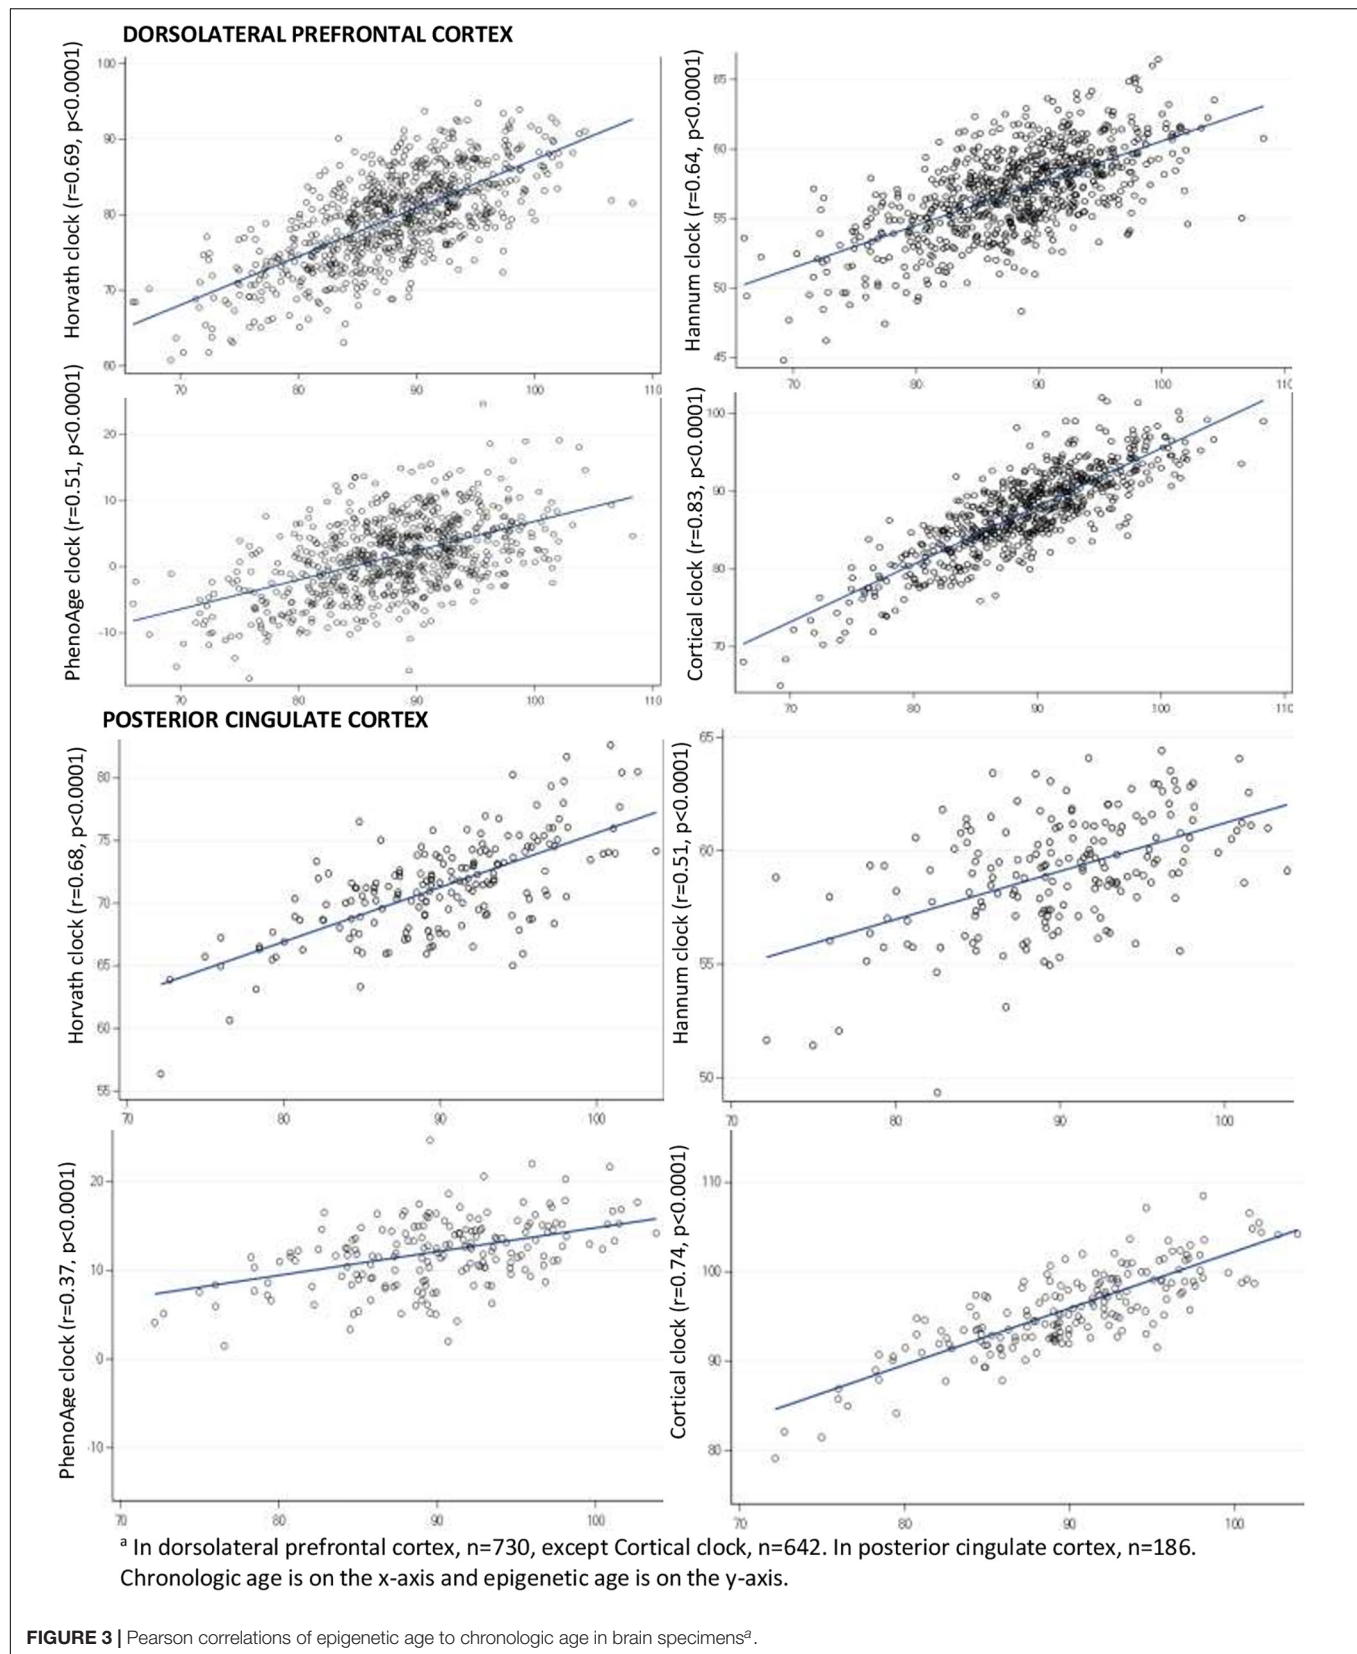 DORSOLATERAL PREFRONTAL CORTEX
Horvath clock (r=0.69, p<0.0001)
100
90
80
70
60
70 80 90 100 110
Hannum clock (r=0.64, p<0.0001)
65
60
55
50
45
70 80 90 100 110
PhenoAge clock (r=0.51, p<0.0001)
20
10
0
-10
70 80 90 100 110
Cortical clock (r=0.83, p<0.0001)
100
90
80
70
70 80 90 100 110
POSTERIOR CINGULATE CORTEX
Horvath clock (r=0.68, p<0.0001)
80
75
70
65
60
55
70 80 90 100
Hannum clock (r=0.51, p<0.0001)
65
60
55
50
70 80 90 100
PhenoAge clock (r=0.37, p<0.0001)
20
10
0
-10
70 80 90 100
Cortical clock (r=0.74, p<0.0001)
110
100
90
80
70 80 90 100
a In dorsolateral prefrontal cortex, n=730, except Cortical clock, n=642. In posterior cingulate cortex, n=186.
Chronologic age is on the x-axis and epigenetic age is on the y-axis.
FIGURE 3 | Pearson correlations of epigenetic age to chronologic age in brain specimens a.